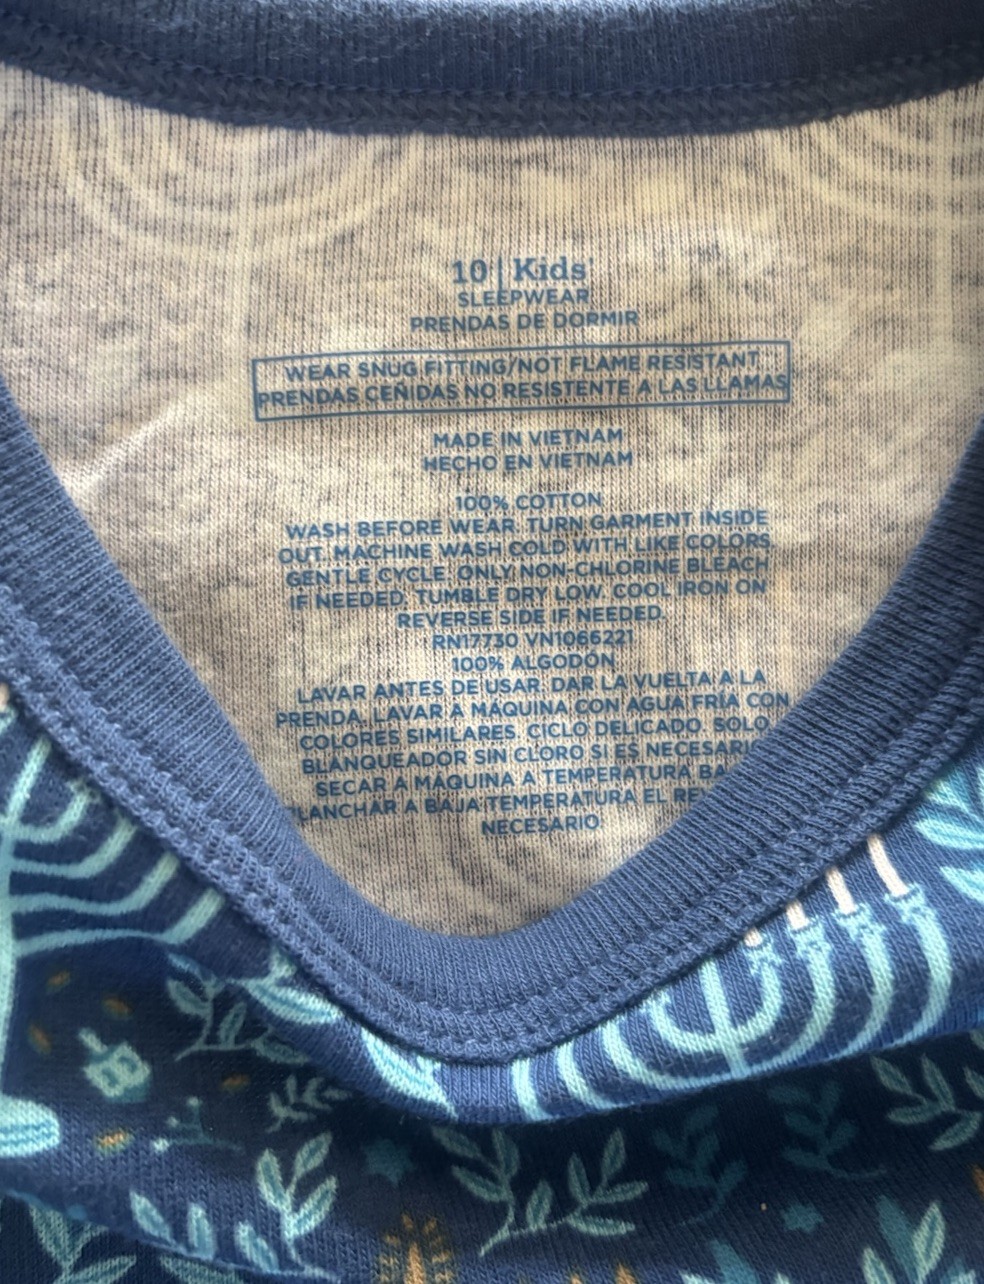 10 | Kids'
SLEEPWEAR
PRENDAS DE DORMIR
WEAR SNUG FITTING/NOT FLAME RESISTANT
PRENDAS CEÑIDAS NO RESISTENTE A LAS LLAMAS
MADE IN VIETNAM
HECHO EN VIETNAM
100% COTTON
WASH BEFORE WEAR. TURN GARMENT INSIDE
OUT. MACHINE WASH COLD WITH LIKE COLORS.
GENTLE CYCLE. ONLY NON-CHLORINE BLEACH
IF NEEDED. TUMBLE DRY LOW. COOL IRON ON
REVERSE SIDE IF NEEDED.
RN17730 VN1066221
100% ALGODÓN
LAVAR ANTES DE USAR. DAR LA VUELTA A LA
PRENDA. LAVAR A MÁQUINA CON AGUA FRÍA CON
COLORES SIMILARES. CICLO DELICADO. SOLO
BLANQUEADOR SIN CLORO SI ES NECESARIO
SECAR A MÁQUINA A TEMPERATURA
LANCHAR A BAJA TEMPERATURA EL
NECESARIO.